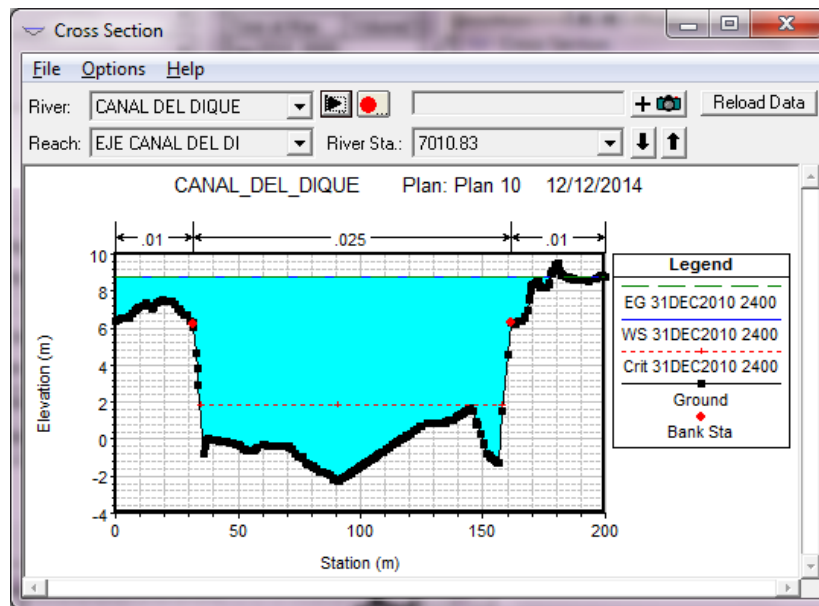 Cross Section
File Options Help
River: CANAL DEL DIQUE
Reload Data
Reach: EJE CANAL DEL DI River Sta.: 7010.83
CANAL_DEL_DIQUE Plan: Plan 10 12/12/2014
.01 .025 .01
10
8
6
4
2
0
-2
-4
0 50 100 150 200
Elevation (m)
Station (m)
Legend
EG 31DEC2010 2400
WS 31DEC2010 2400
Crit 31DEC2010 2400
Ground
Bank Sta